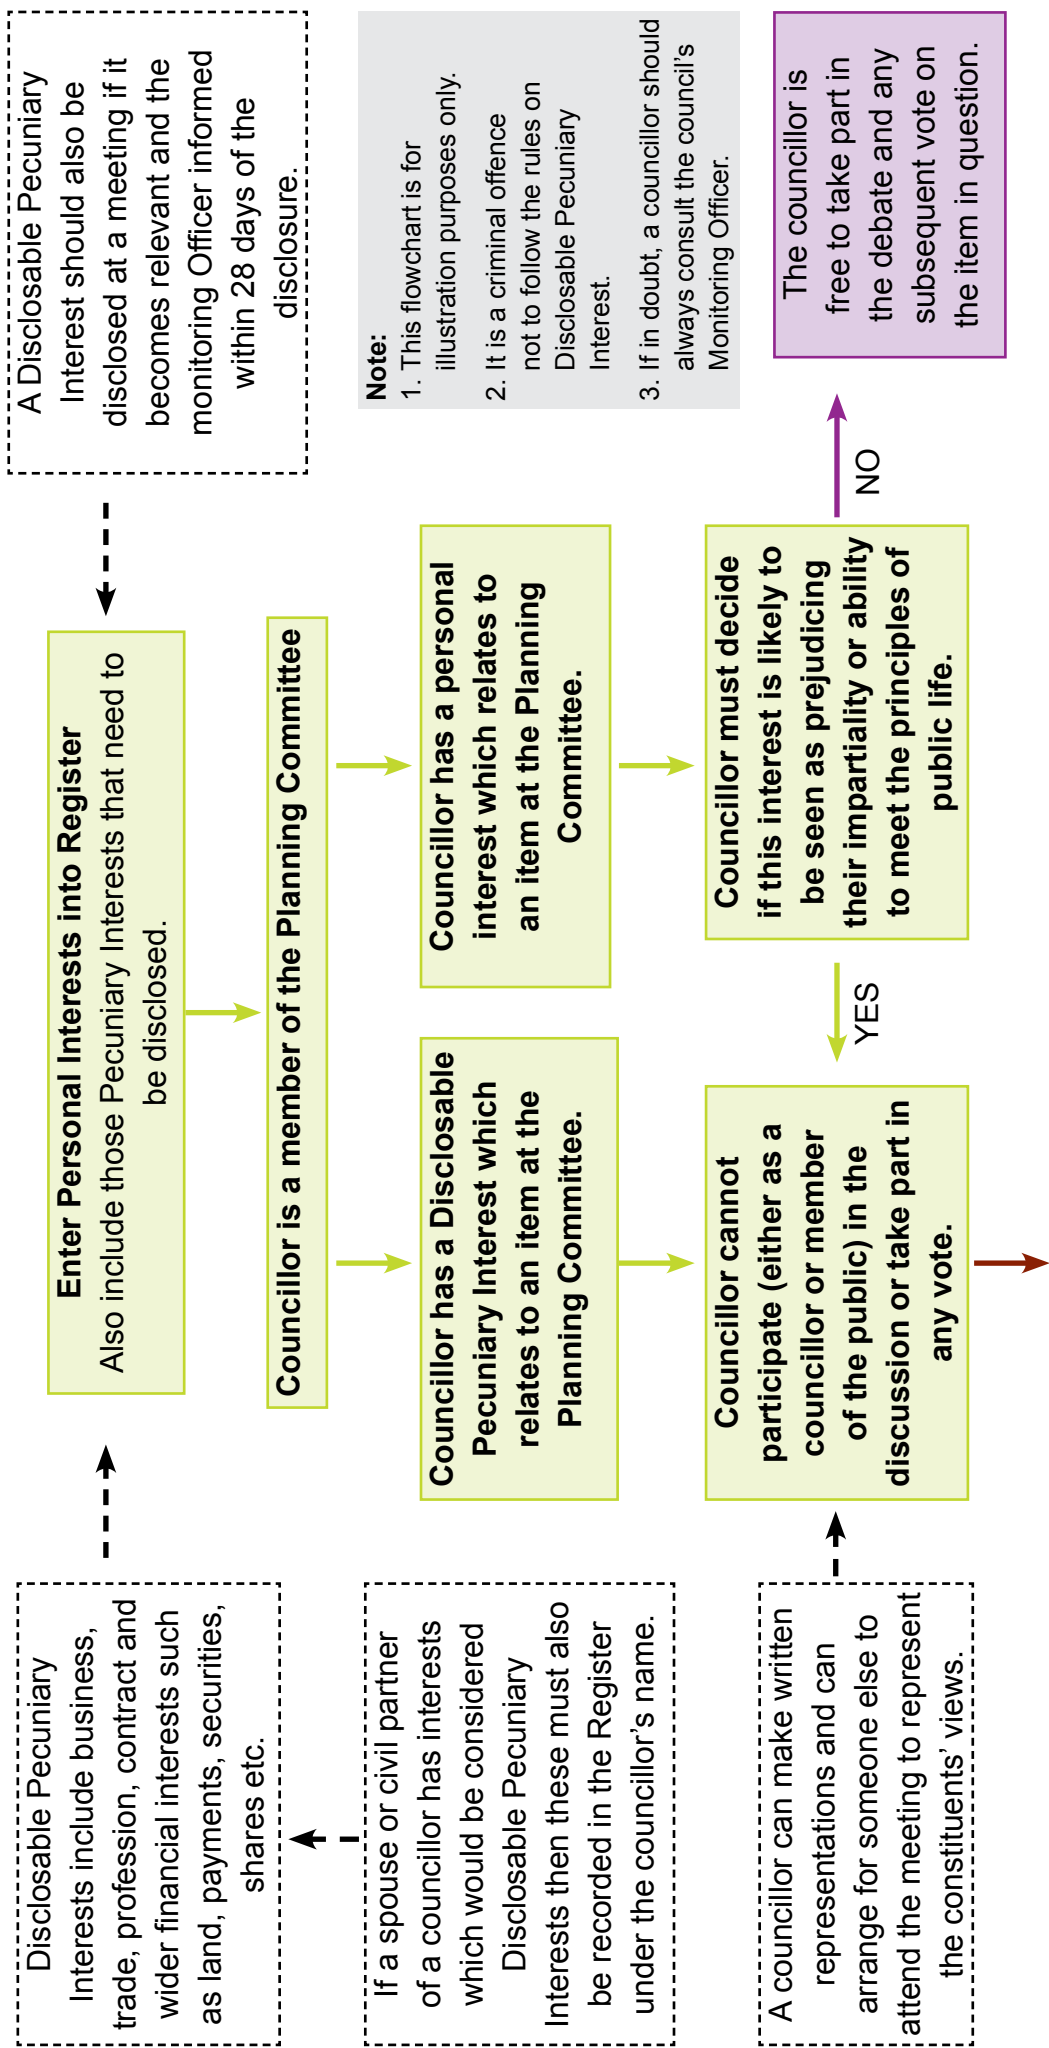 Disclosable Pecuniary
Interests include business,
trade, profession, contract and
wider financial interests such
as land, payments, securities,
shares etc.
Enter Personal Interests into Register
Also include those Pecuniary Interests that need to
be disclosed.
A Disclosable Pecuniary
Interest should also be
disclosed at a meeting if it
becomes relevant and the
monitoring Officer informed
within 28 days of the
disclosure.
Councillor is a member of the Planning Committee
If a spouse or civil partner
of a councillor has interests
which would be considered
Disclosable Pecuniary
Interests then these must also
be recorded in the Register
under the councillor’s name.
Councillor has a Disclosable
Pecuniary Interest which
relates to an item at the
Planning Committee.
Councillor has a personal
interest which relates to
an item at the Planning
Committee.
Note:
1. This flowchart is for
illustration purposes only.
2. It is a criminal offence
not to follow the rules on
Disclosable Pecuniary
Interest.
3. If in doubt, a councillor should
always consult the council’s
Monitoring Officer.
A councillor can make written
representations and can
arrange for someone else to
attend the meeting to represent
the constituents’ views.
Councillor cannot
participate (either as a
councillor or member
of the public) in the
discussion or take part in
any vote.
YES
Councillor must decide
if this interest is likely to
be seen as prejudicing
their impartiality or ability
to meet the principles of
public life.
NO
The councillor is
free to take part in
the debate and any
subsequent vote on
the item in question.